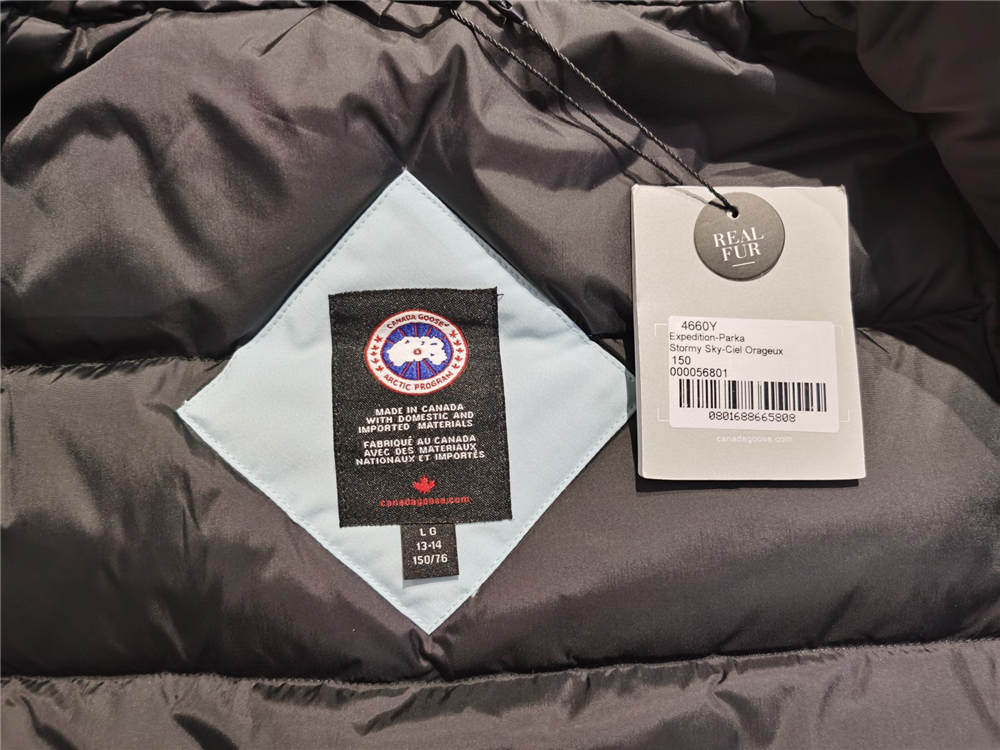 CANADA GOOSE
ARCTIC PROGRAM
MADE IN CANADA
WITH DOMESTIC AND
IMPORTED MATERIALS
FABRIQUÉ AU CANADA
AVEC DES MATERIAUX
NATIONAUX ET IMPORTÉS
canadagoose.com
L G
13-14
150/76
REAL
FUR
4660Y
Expedition-Parka
Stormy Sky-Ciel Orageux
150
000056801
0801688665808
canadagoose.com